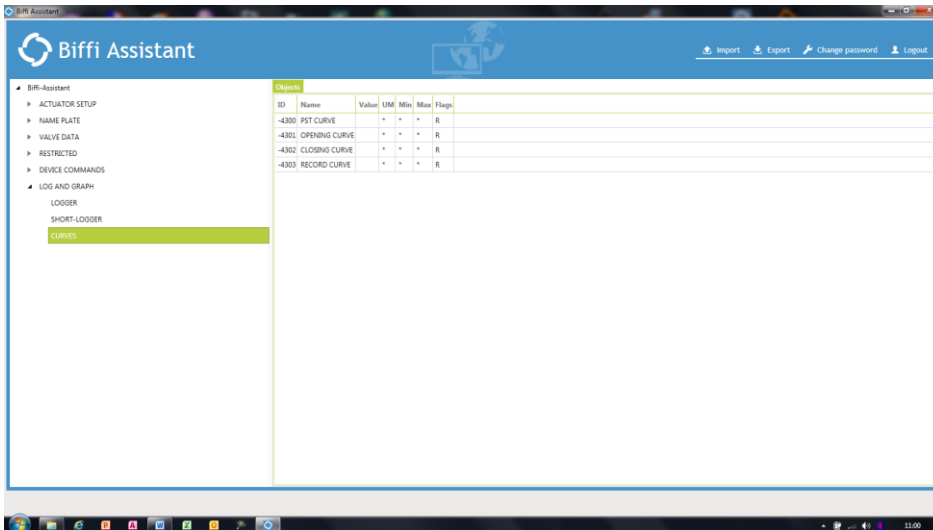 Biffi Assistant
Biffi Assistant
Import Export Change password Logout
Biffi-Assistant
ACTUATOR SETUP
NAME PLATE
VALVE DATA
RESTRICTED
DEVICE COMMANDS
LOG AND GRAPH
LOGGER
SHORT-LOGGER
CURVES
Objects
ID Name Value UM Min Max Flags
-4300 PST CURVE * * * R
-4301 OPENING CURVE * * * R
-4302 CLOSING CURVE * * * R
-4303 RECORD CURVE * * * R
11:00